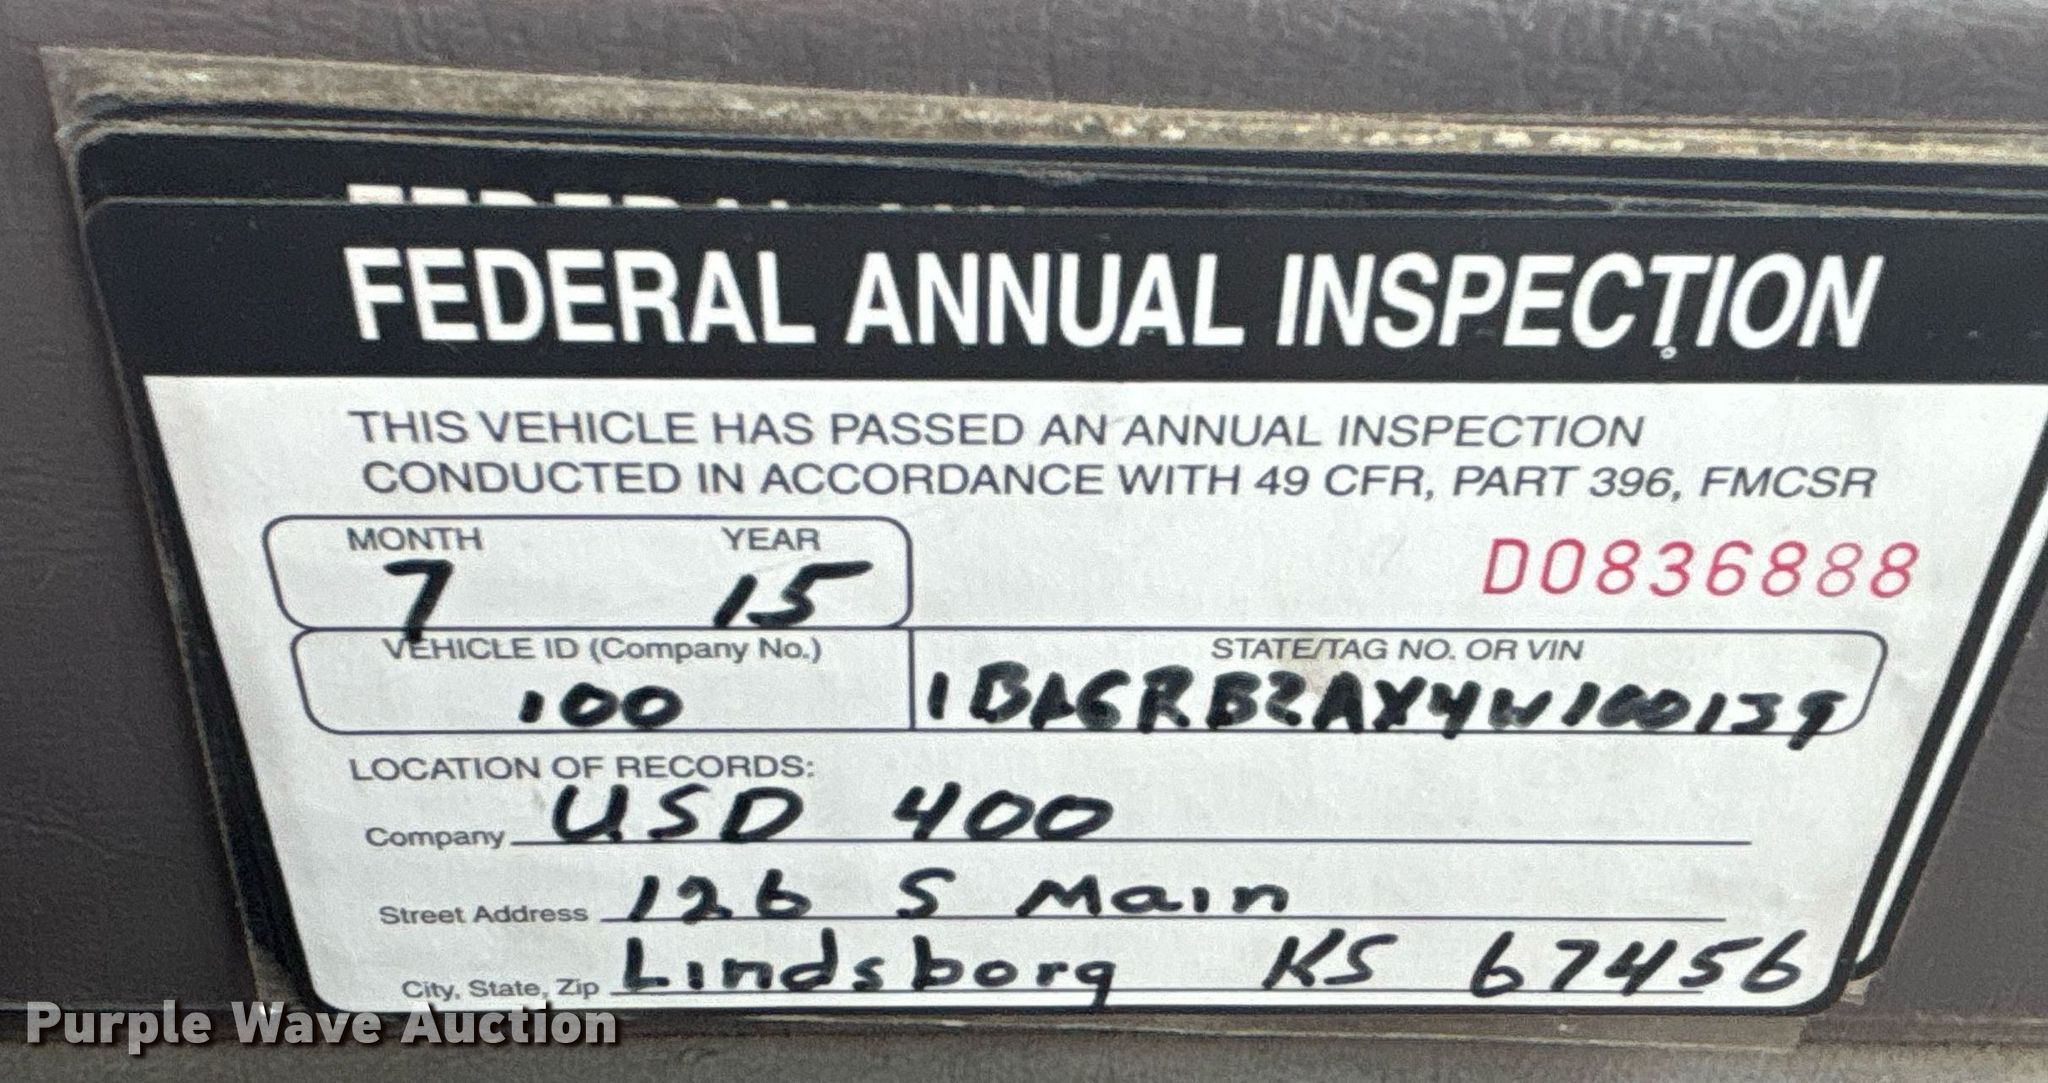 FEDERAL ANNUAL INSPECTION
THIS VEHICLE HAS PASSED AN ANNUAL INSPECTION
CONDUCTED IN ACCORDANCE WITH 49 CFR, PART 396, FMCSR
MONTH YEAR
7 15
D0836888
VEHICLE ID (Company No.) STATE/TAG NO. OR VIN
100
LOCATION OF RECORDS:
Company USD 400
Street Address 126 S Main
City, State, Zip Lindsborg KS 67456
Purple Wave Auction